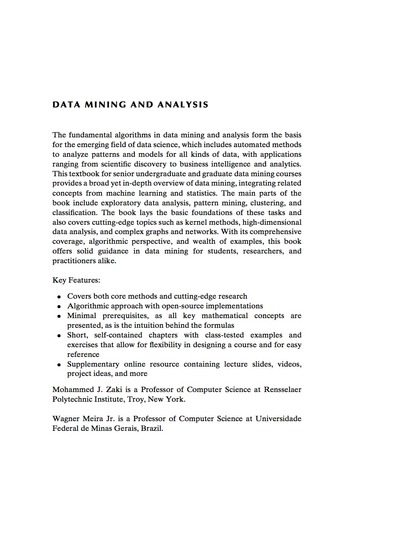 DATA MINING AND ANALYSIS
The fundamental algorithms in data mining and analysis form the basis
for the emerging field of data science, which includes automated methods
to analyze patterns and models for all kinds of data, with applications
ranging from scientific discovery to business intelligence and analytics.
This textbook for senior undergraduate and graduate data mining courses
provides a broad yet in-depth overview of data mining, integrating related
concepts from machine learning and statistics. The main parts of the
book include exploratory data analysis, pattern mining, clustering, and
classification. The book lays the basic foundations of these tasks and
also covers cutting-edge topics such as kernel methods, high-dimensional
data analysis, and complex graphs and networks. With its comprehensive
coverage, algorithmic perspective, and wealth of examples, this book
offers solid guidance in data mining for students, researchers, and
practitioners alike.
Key Features:
• Covers both core methods and cutting-edge research
• Algorithmic approach with open-source implementations
• Minimal prerequisites, as all key mathematical concepts are
presented, as is the intuition behind the formulas
• Short, self-contained chapters with class-tested examples and
exercises that allow for flexibility in designing a course and for easy
reference
• Supplementary online resource containing lecture slides, videos,
project ideas, and more
Mohammed J. Zaki is a Professor of Computer Science at Rensselaer
Polytechnic Institute, Troy, New York.
Wagner Meira Jr. is a Professor of Computer Science at Universidade
Federal de Minas Gerais, Brazil.